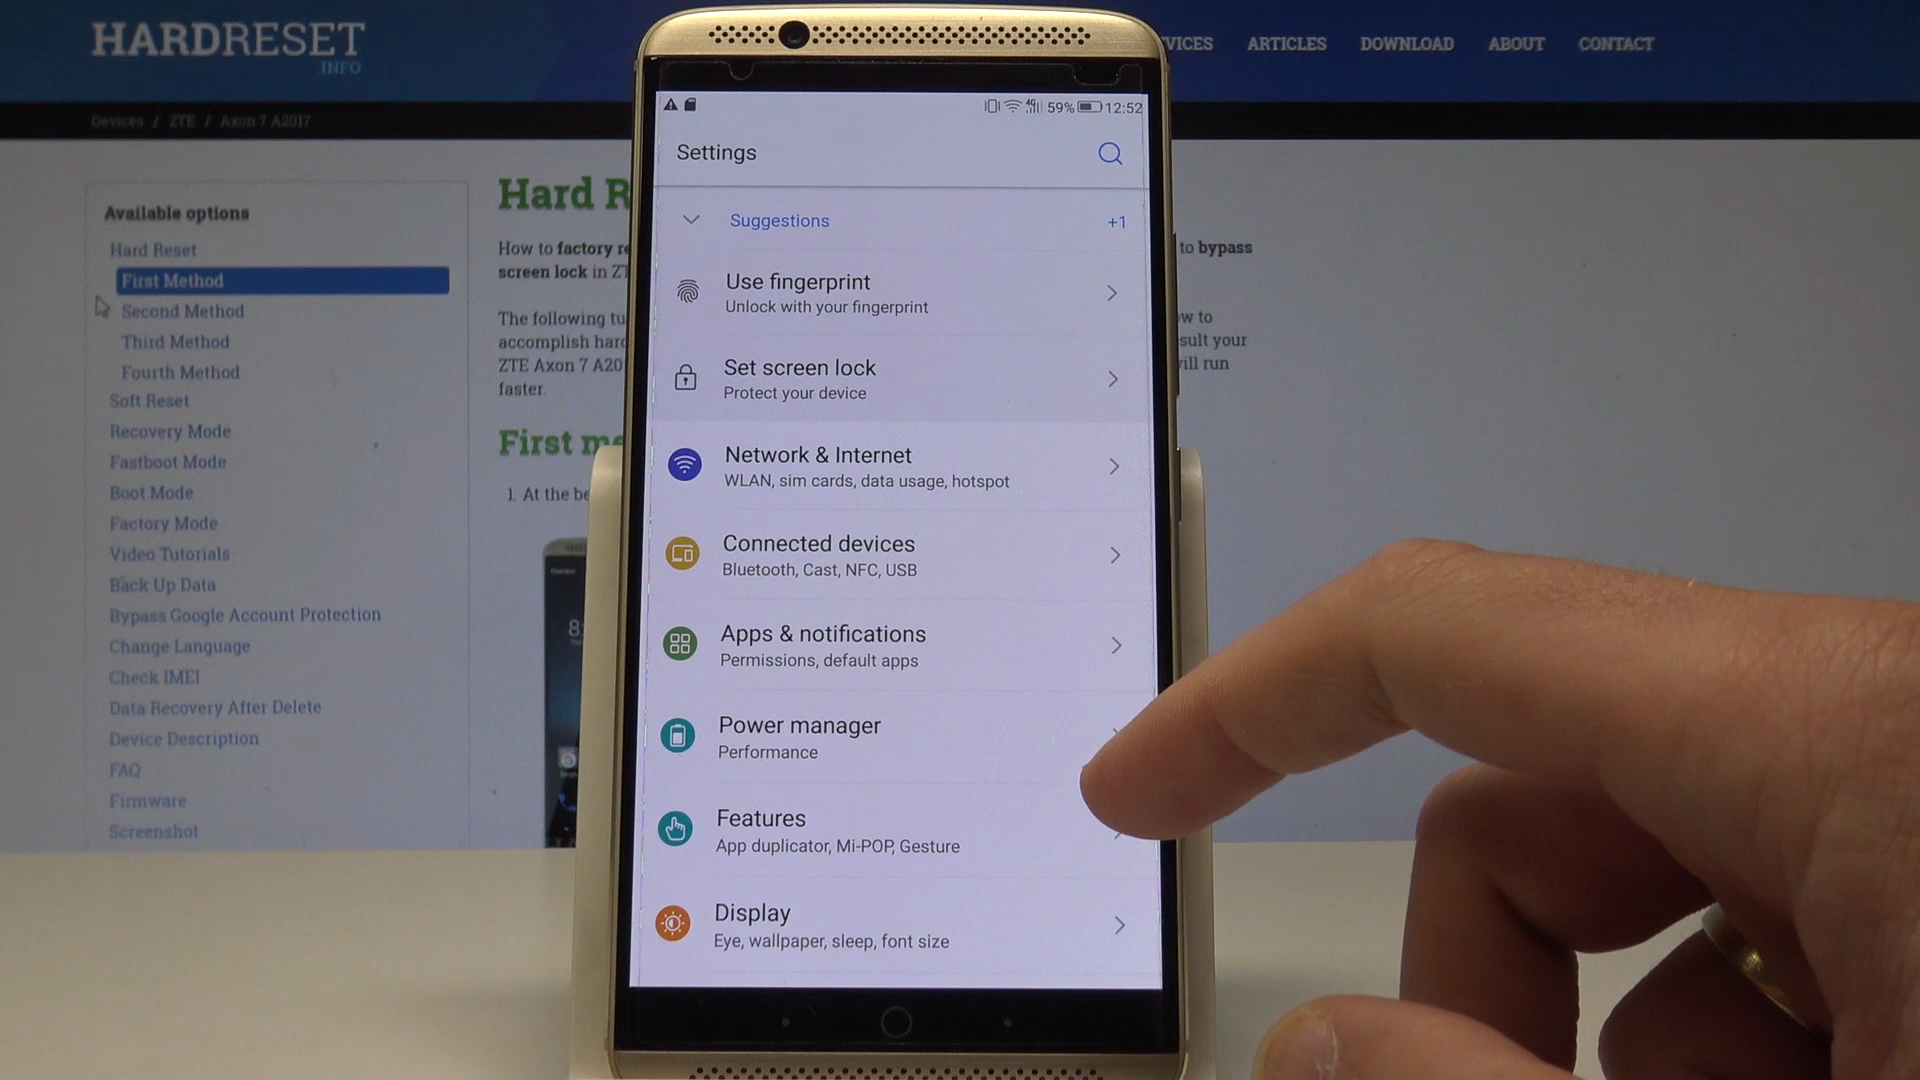 HARDRESET
.INFO
VICES ARTICLES DOWNLOAD ABOUT CONTACT
Devices / ZTE / Axon 7 A2017
Available options
Hard Reset
First Method
Second Method
Third Method
Fourth Method
Soft Reset
Recovery Mode
Fastboot Mode
Boot Mode
Factory Mode
Video Tutorials
Back Up Data
Bypass Google Account Protection
Change Language
Check IMEI
Data Recovery After Delete
Device Description
FAQ
Firmware
Screenshot
Hard R
How to factory re
screen lock in ZT
The following tu
accomplish hard
ZTE Axon 7 A20
faster.
First me
1. At the be
to bypass
ow to
sult your
will run
4G 59% 12:52
Settings
Suggestions +1
Use fingerprint
Unlock with your fingerprint
Set screen lock
Protect your device
Network & Internet
WLAN, sim cards, data usage, hotspot
Connected devices
Bluetooth, Cast, NFC, USB
Apps & notifications
Permissions, default apps
Power manager
Performance
Features
App duplicator, Mi-POP, Gesture
Display
Eye, wallpaper, sleep, font size